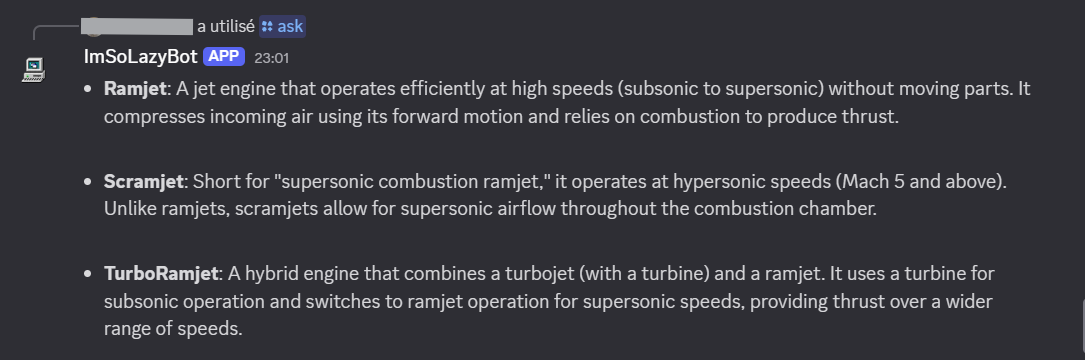 a utilisé ask
ImSoLazyBot APP 23:01
• Ramjet: A jet engine that operates efficiently at high speeds (subsonic to supersonic) without moving parts. It
compresses incoming air using its forward motion and relies on combustion to produce thrust.
• Scramjet: Short for "supersonic combustion ramjet," it operates at hypersonic speeds (Mach 5 and above).
Unlike ramjets, scramjets allow for supersonic airflow throughout the combustion chamber.
• TurboRamjet: A hybrid engine that combines a turbojet (with a turbine) and a ramjet. It uses a turbine for
subsonic operation and switches to ramjet operation for supersonic speeds, providing thrust over a wider
range of speeds.